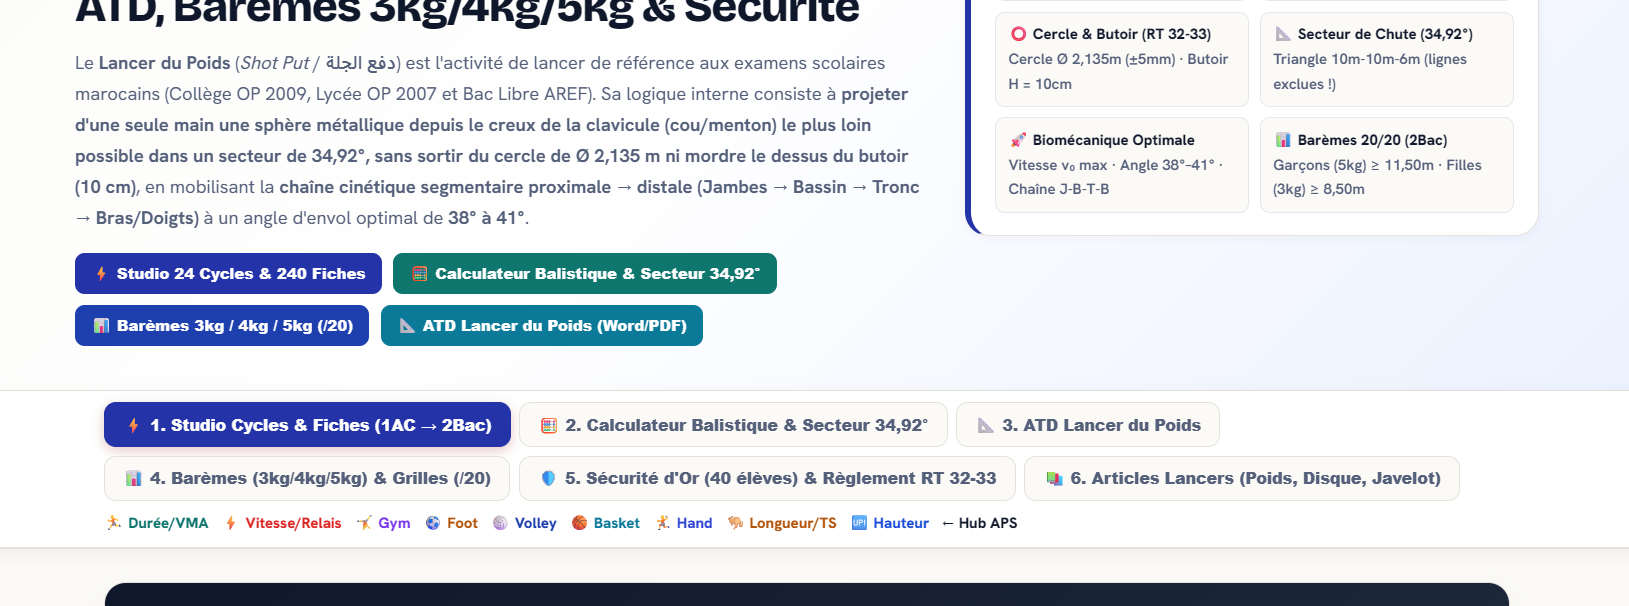 ATD, Barèmes 3kg/4kg/5kg & Sécurité
Le Lancer du Poids (Shot Put / دفع الجلة) est l'activité de lancer de référence aux examens scolaires
marocains (Collège OP 2009, Lycée OP 2007 et Bac Libre AREF). Sa logique interne consiste à projeter
d'une seule main une sphère métallique depuis le creux de la clavicule (cou/menton) le plus loin
possible dans un secteur de 34,92°, sans sortir du cercle de Ø 2,135 m ni mordre le dessus du butoir
(10 cm), en mobilisant la chaîne cinétique segmentaire proximale → distale (Jambes → Bassin → Tronc
→ Bras/Doigts) à un angle d'envol optimal de 38° à 41°.
Studio 24 Cycles & 240 Fiches
Calculateur Balistique & Secteur 34,92°
Barèmes 3kg / 4kg / 5kg (/20)
ATD Lancer du Poids (Word/PDF)
Cercle & Butoir (RT 32-33)
Cercle Ø 2,135m (±5mm) · Butoir
H = 10cm
Secteur de Chute (34,92°)
Triangle 10m-10m-6m (lignes
exclues !)
Biomécanique Optimale
Vitesse v₀ max · Angle 38°–41° ·
Chaîne J-B-T-B
Barèmes 20/20 (2Bac)
Garçons (5kg) ≥ 11,50m · Filles
(3kg) ≥ 8,50m
1. Studio Cycles & Fiches (1AC → 2Bac)
2. Calculateur Balistique & Secteur 34,92°
3. ATD Lancer du Poids
4. Barèmes (3kg/4kg/5kg) & Grilles (/20)
5. Sécurité d'Or (40 élèves) & Règlement RT 32-33
6. Articles Lancers (Poids, Disque, Javelot)
Durée/VMA
Vitesse/Relais
Gym
Foot
Volley
Basket
Hand
Longueur/TS
UP! Hauteur
← Hub APS